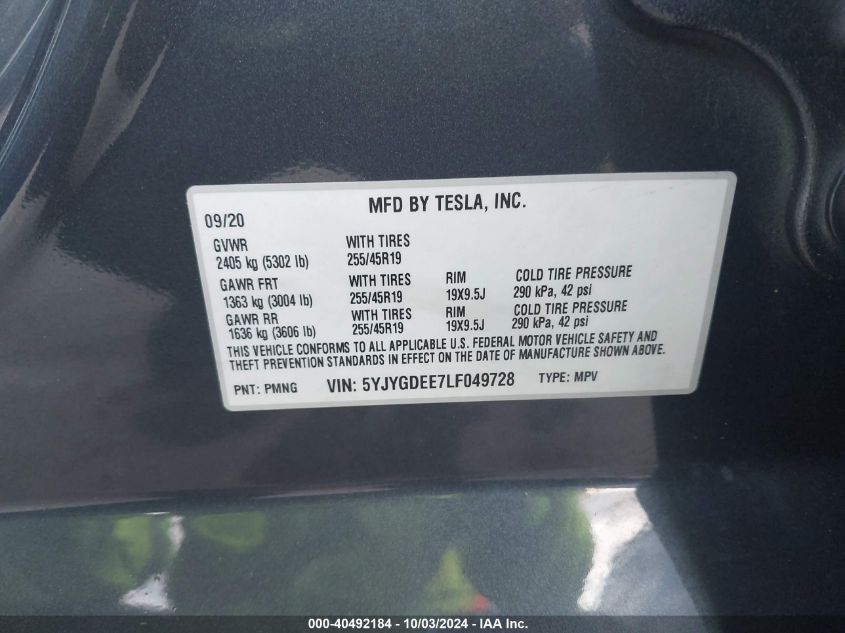 MFD BY TESLA, INC.
09/20
GVWR WITH TIRES
2405 kg (5302 lb) 255/45R19
GAWR FRT WITH TIRES RIM COLD TIRE PRESSURE
1363 kg (3004 lb) 255/45R19 19X9.5J 290 kPa, 42 psi
GAWR RR WITH TIRES RIM COLD TIRE PRESSURE
1636 kg (3606 lb) 255/45R19 19X9.5J 290 kPa, 42 psi
THIS VEHICLE CONFORMS TO ALL APPLICABLE U.S. FEDERAL MOTOR VEHICLE SAFETY AND
THEFT PREVENTION STANDARDS IN EFFECT ON THE DATE OF MANUFACTURE SHOWN ABOVE.
PNT: PMNG VIN: 5YJYGDEE7LF049728 TYPE: MPV
000-40492184 - 10/03/2024 - IAA Inc.